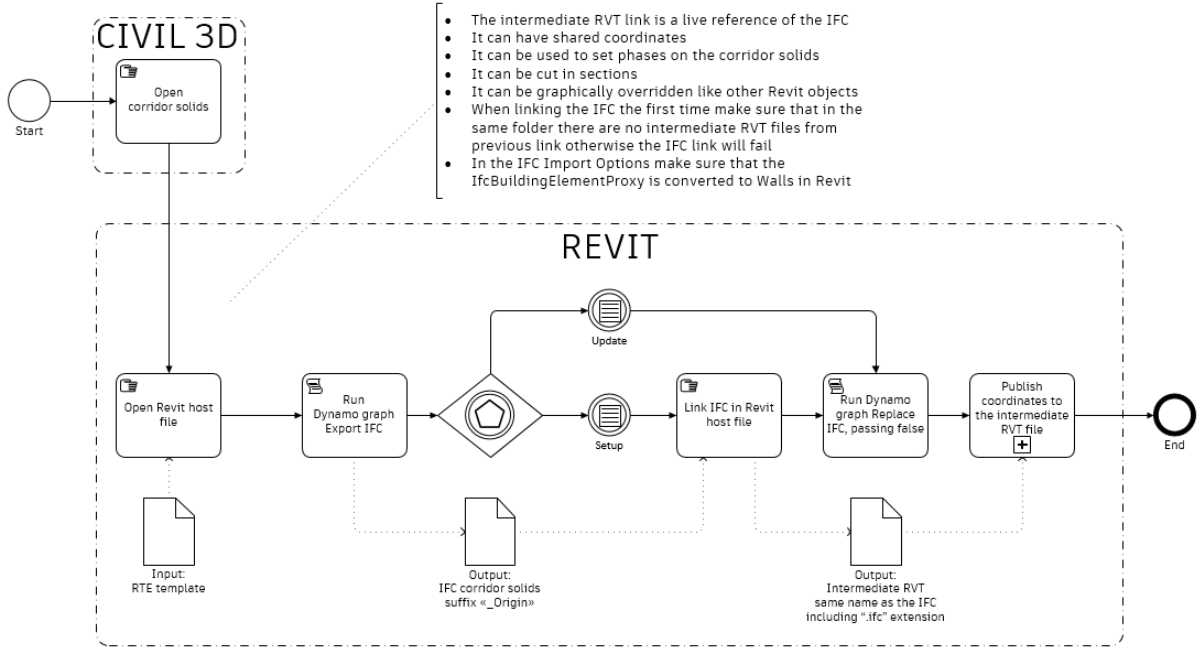 CIVIL 3D
Open
corridor solids
Start
• The intermediate RVT link is a live reference of the IFC
• It can have shared coordinates
• It can be used to set phases on the corridor solids
• It can be cut in sections
• It can be graphically overridden like other Revit objects
• When linking the IFC the first time make sure that in the
same folder there are no intermediate RVT files from
previous link otherwise the IFC link will fail
• In the IFC Import Options make sure that the
IfcBuildingElementProxy is converted to Walls in Revit
REVIT
Update
Open Revit host
file
Run
Dynamo graph
Export IFC
Setup
Link IFC in Revit
host file
Run Dynamo
graph Replace
IFC, passing false
Publish
coordinates to
the intermediate
RVT file
End
Input:
RTE template
Output:
IFC corridor solids
suffix «_Origin»
Output:
Intermediate RVT
same name as the IFC
including “.ifc” extension